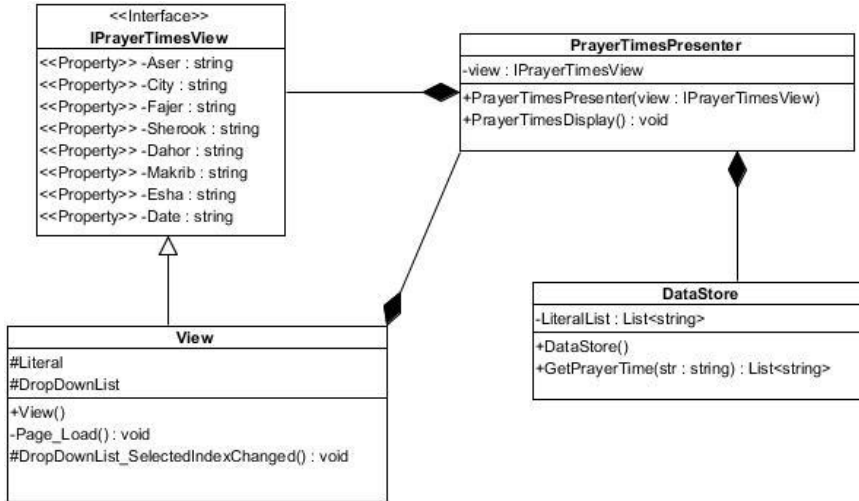 <<Interface>>
IPrayerTimesView
<<Property>> -Aser : string
<<Property>> -City : string
<<Property>> -Fajer : string
<<Property>> -Sherook : string
<<Property>> -Dahor : string
<<Property>> -Makrib : string
<<Property>> -Esha : string
<<Property>> -Date : string
PrayerTimesPresenter
-view : IPrayerTimesView
+PrayerTimesPresenter(view : IPrayerTimesView)
+PrayerTimesDisplay() : void
View
#Literal
#DropDownList
+View()
-Page_Load() : void
#DropDownList_SelectedIndexChanged() : void
DataStore
-LiteralList : List<string>
+DataStore()
+GetPrayerTime(str : string) : List<string>